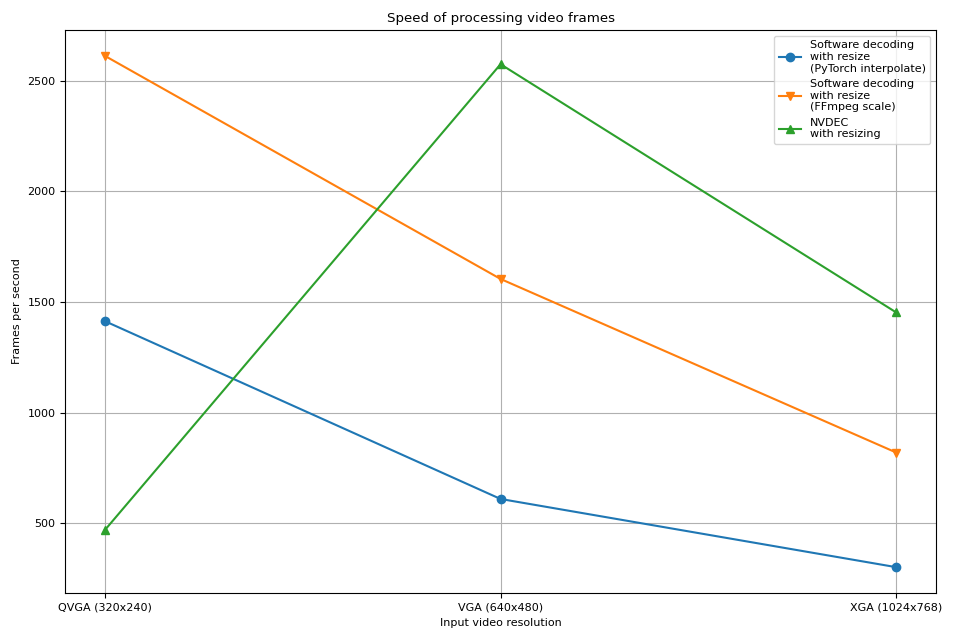 Speed of processing video frames
Software decoding
with resize
(PyTorch interpolate)
Software decoding
with resize
(FFmpeg scale)
NVDEC
with resizing
Frames per second
2500
2000
1500
1000
500
QVGA (320x240)
VGA (640x480)
XGA (1024x768)
Input video resolution